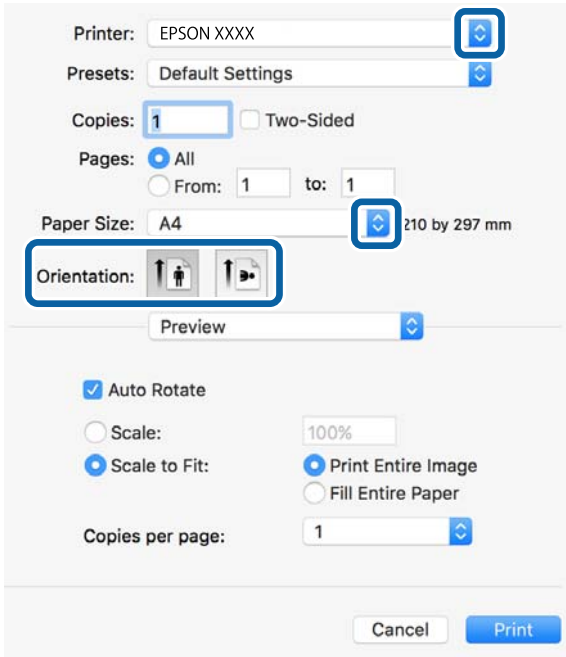 Printer: EPSON XXXX
Presets: Default Settings
Copies: 1 Two-Sided
Pages: All
From: 1 to: 1
Paper Size: A4 210 by 297 mm
Orientation:
Preview
Auto Rotate
Scale: 100%
Scale to Fit: Print Entire Image
Fill Entire Paper
Copies per page: 1
Cancel Print